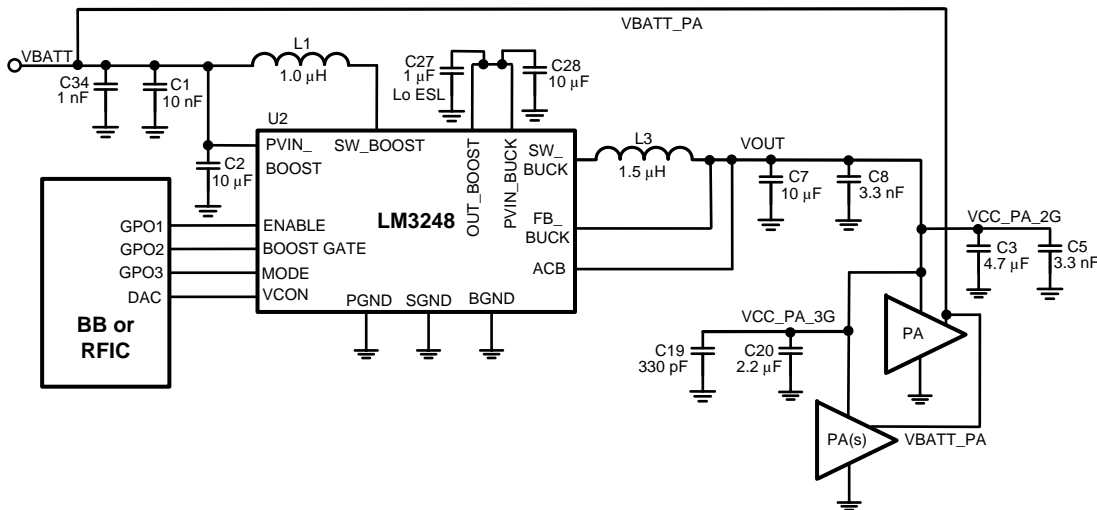 VBATT_PA
VBATT
C34
1 nF
C1
10 nF
L1
1.0 μH
C27
1 μF
Lo ESL
C28
10 μF
U2
C2
10 μF
PVIN_
BOOST
SW_BOOST
OUT_BOOST
PVIN_BUCK
SW_
BUCK
L3
1.5 μH
VOUT
C7
10 μF
C8
3.3 nF
LM3248
FB_
BUCK
ACB
GPO1
GPO2
GPO3
DAC
BB or
RFIC
ENABLE
BOOST GATE
MODE
VCON
PGND
SGND
BGND
VCC_PA_2G
C3
4.7 μF
C5
3.3 nF
VCC_PA_3G
C19
330 pF
C20
2.2 μF
PA
PA(s)
VBATT_PA